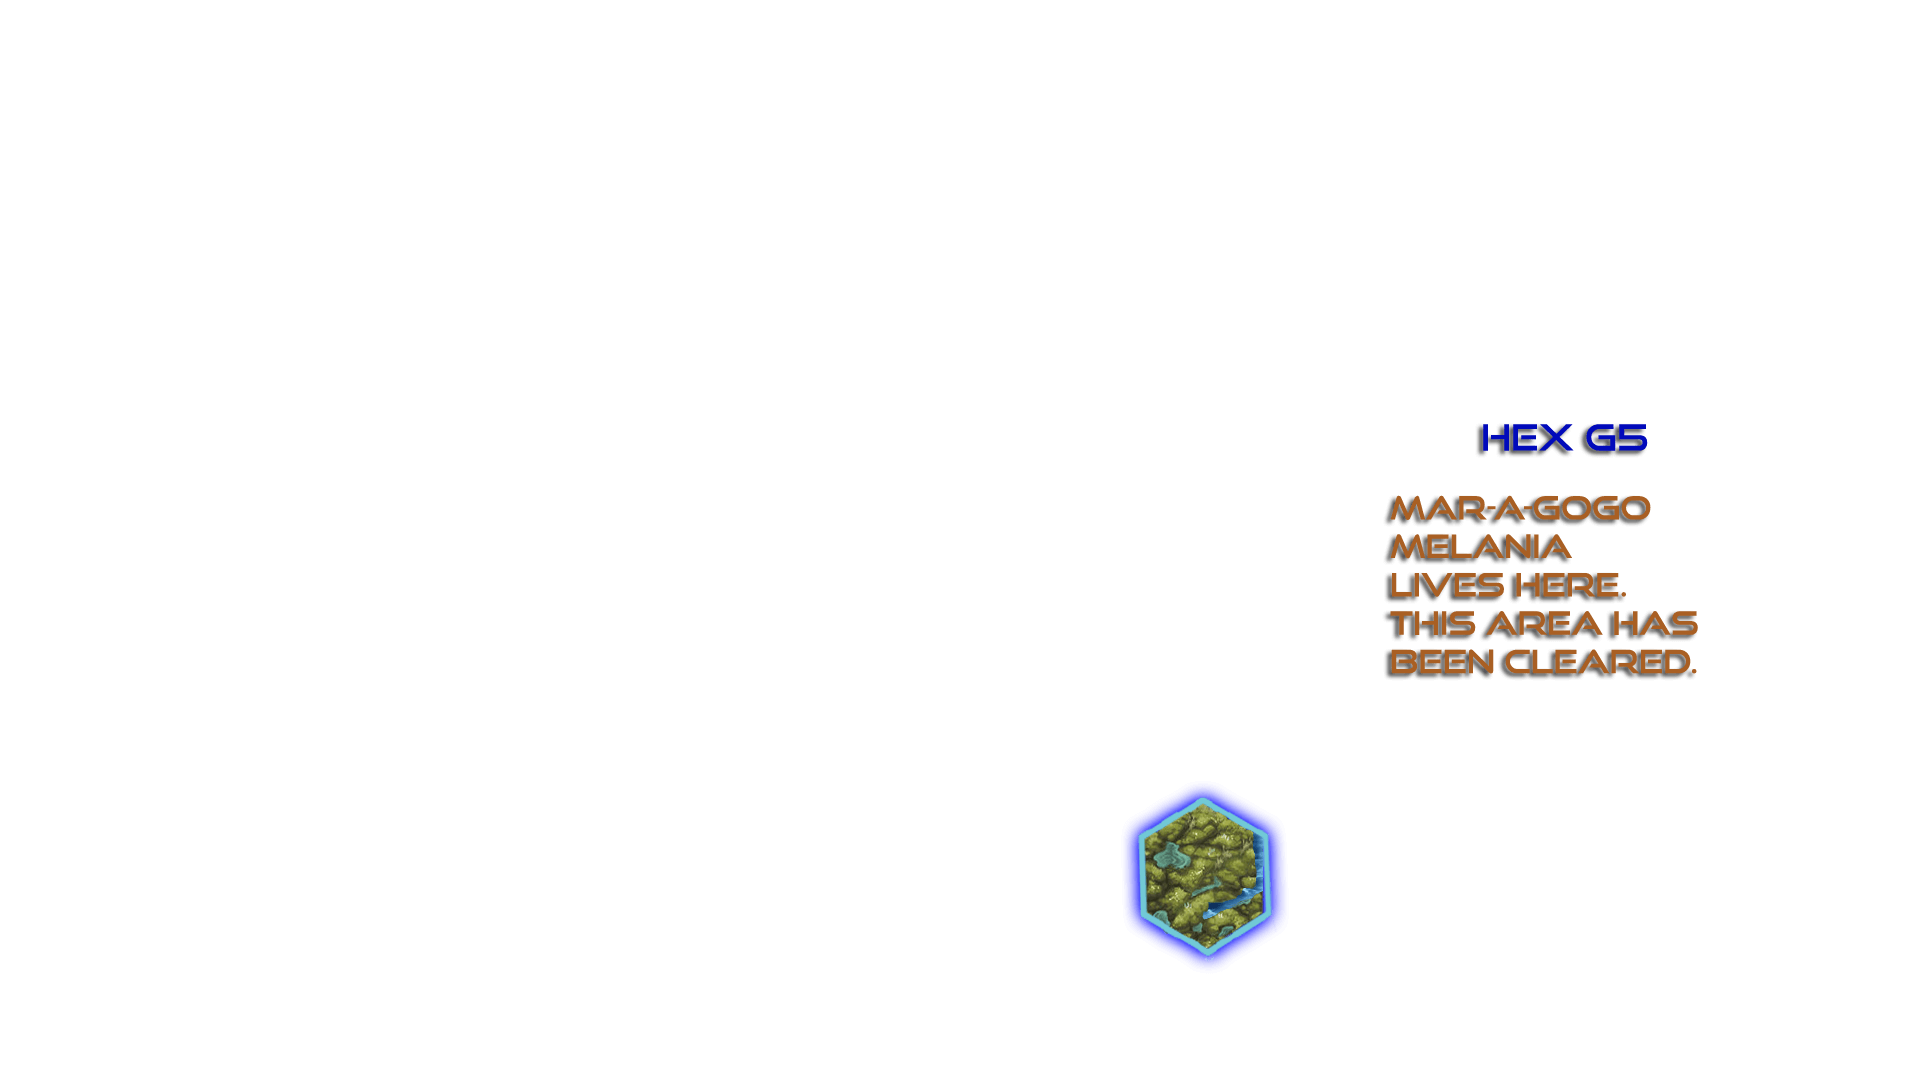 HEX G5
MAR-A-GOGO
MELANIA
LIVES HERE.
THIS AREA HAS
BEEN CLEARED.